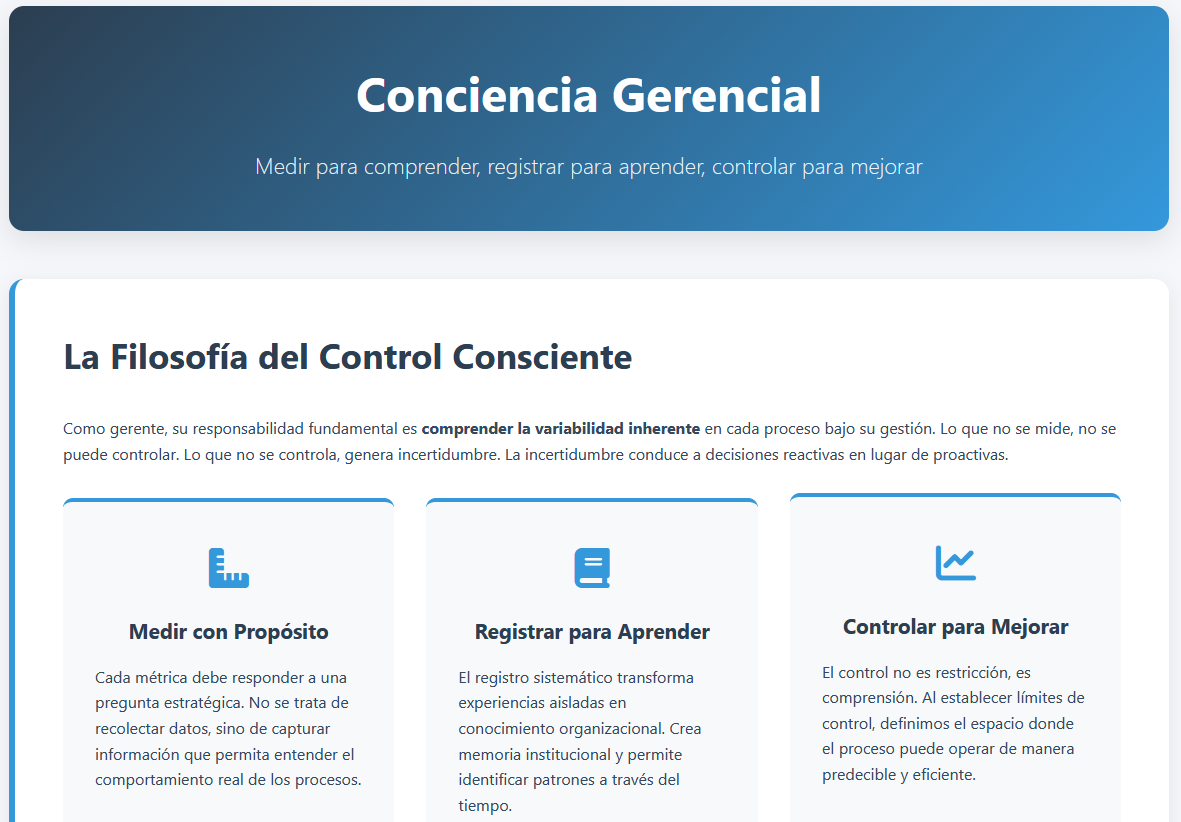 Conciencia Gerencial
Medir para comprender, registrar para aprender, controlar para mejorar
La Filosofía del Control Consciente
Como gerente, su responsabilidad fundamental es comprender la variabilidad inherente en cada proceso bajo su gestión. Lo que no se mide, no se
puede controlar. Lo que no se controla, genera incertidumbre. La incertidumbre conduce a decisiones reactivas en lugar de proactivas.
Medir con Propósito
Cada métrica debe responder a una
pregunta estratégica. No se trata de
recolectar datos, sino de capturar
información que permita entender el
comportamiento real de los procesos.
Registrar para Aprender
El registro sistemático transforma
experiencias aisladas en
conocimiento organizacional. Crea
memoria institucional y permite
identificar patrones a través del
tiempo.
Controlar para Mejorar
El control no es restricción, es
comprensión. Al establecer límites de
control, definimos el espacio donde
el proceso puede operar de manera
predecible y eficiente.